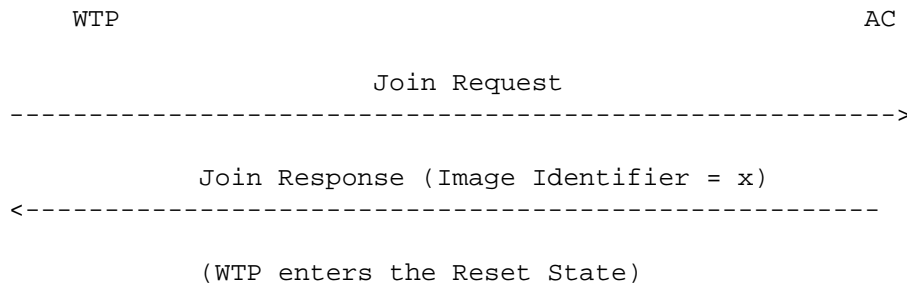 WTP AC
Join Request
--------------------------------------------------------->
Join Response (Image Identifier = x)
<-------------------------------------------------------
(WTP enters the Reset State)